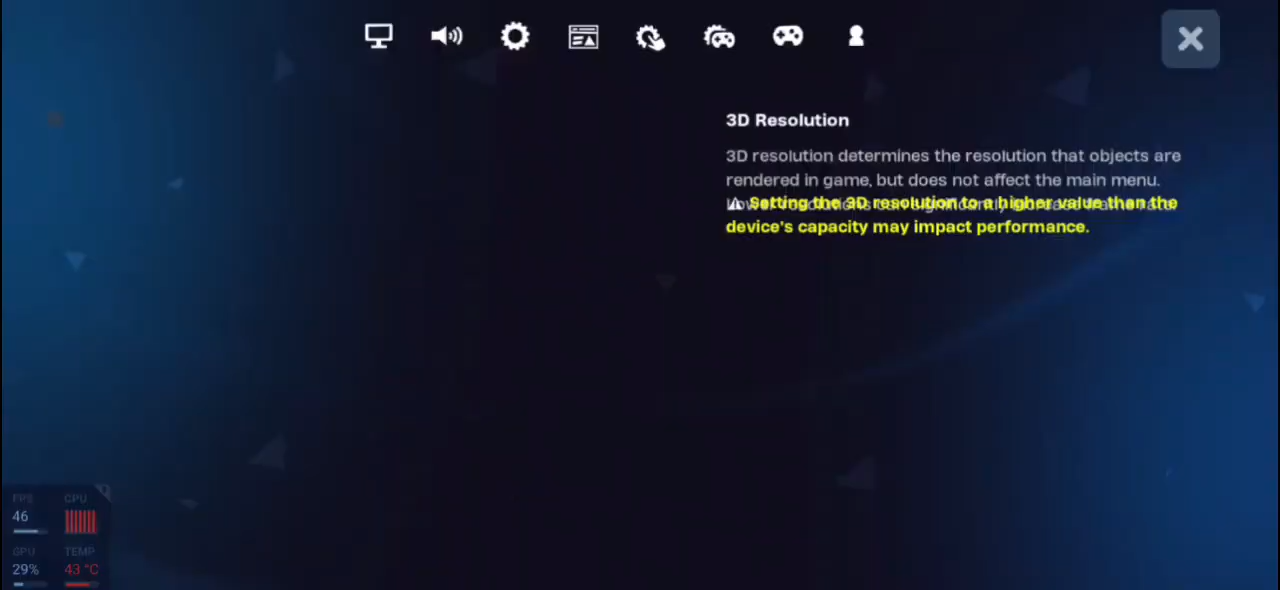 3D Resolution
3D resolution determines the resolution that objects are
rendered in game, but does not affect the main menu.
Setting the 3D resolution to a higher value than the
device's capacity may impact performance.
FPS CPU
46
GPU TEMP
29% 43 °C